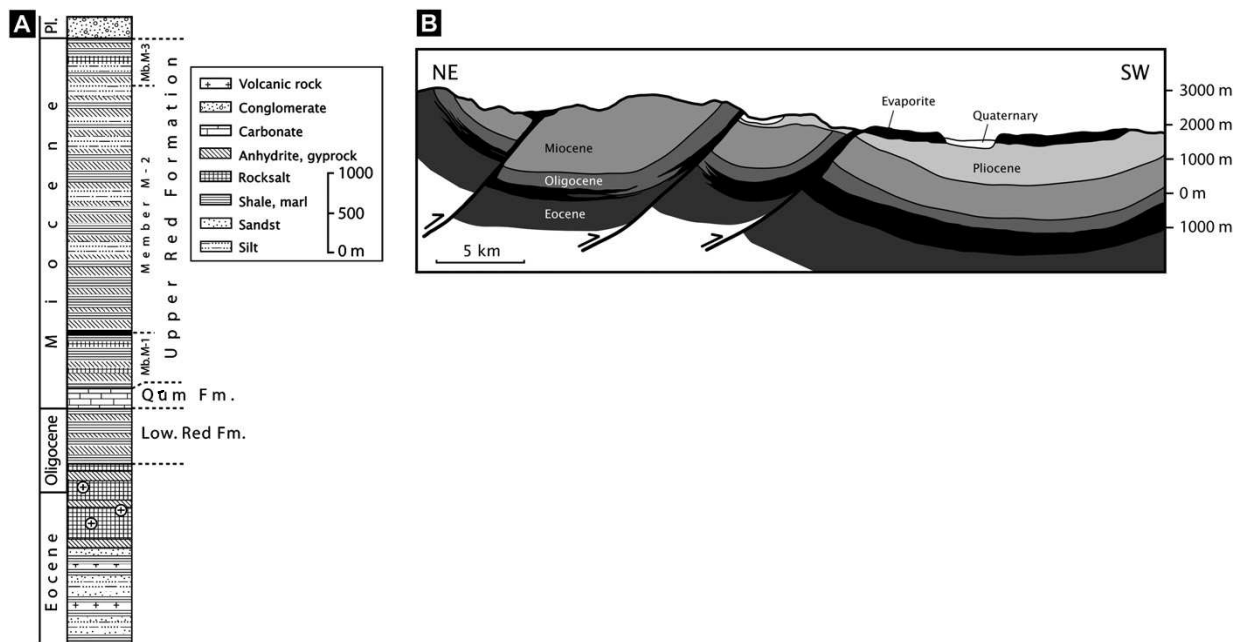 A
Pl.
Miocene
Oligocene
Eocene
Mb.M-3
Member M-2
Mb.M-1
Upper Red Formation
Qum Fm.
Low. Red Fm.
Volcanic rock
Conglomerate
Carbonate
Anhydrite, gyprock
Rocksalt
Shale, marl
Sandst
Silt
1000
500
0 m
B
NE
SW
Evaporite
Quaternary
Miocene
Pliocene
Oligocene
Eocene
5 km
3000 m
2000 m
1000 m
0 m
1000 m